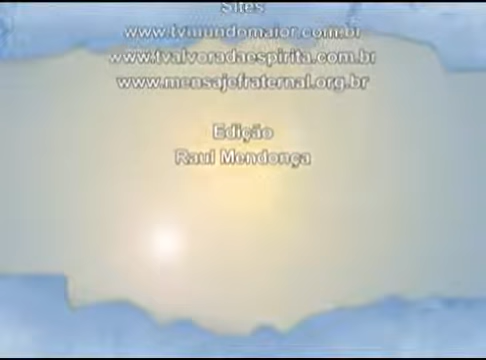 Sites
www.tvmundomaior.com.br
www.tvalvoradaespirita.com.br
www.mensajefraternal.org.br
Edição
Raul Mendonça